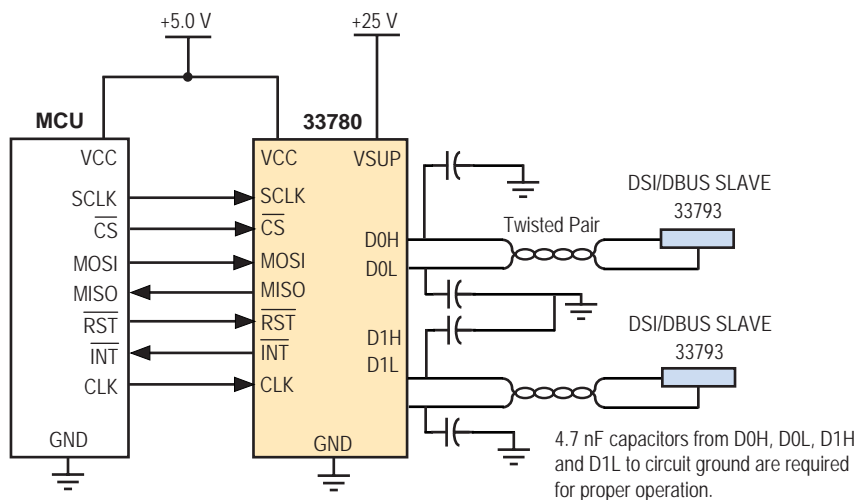 +5.0 V
+25 V
MCU
33780
VCC
VCC
VSUP
SCLK
SCLK
CS
CS
MOSI
MOSI
MISO
MISO
RST
RST
INT
INT
CLK
CLK
GND
GND
D0H
D0L
D1H
D1L
Twisted Pair
DSI/DBUS SLAVE
33793
DSI/DBUS SLAVE
33793
4.7 nF capacitors from D0H, D0L, D1H
and D1L to circuit ground are required
for proper operation.